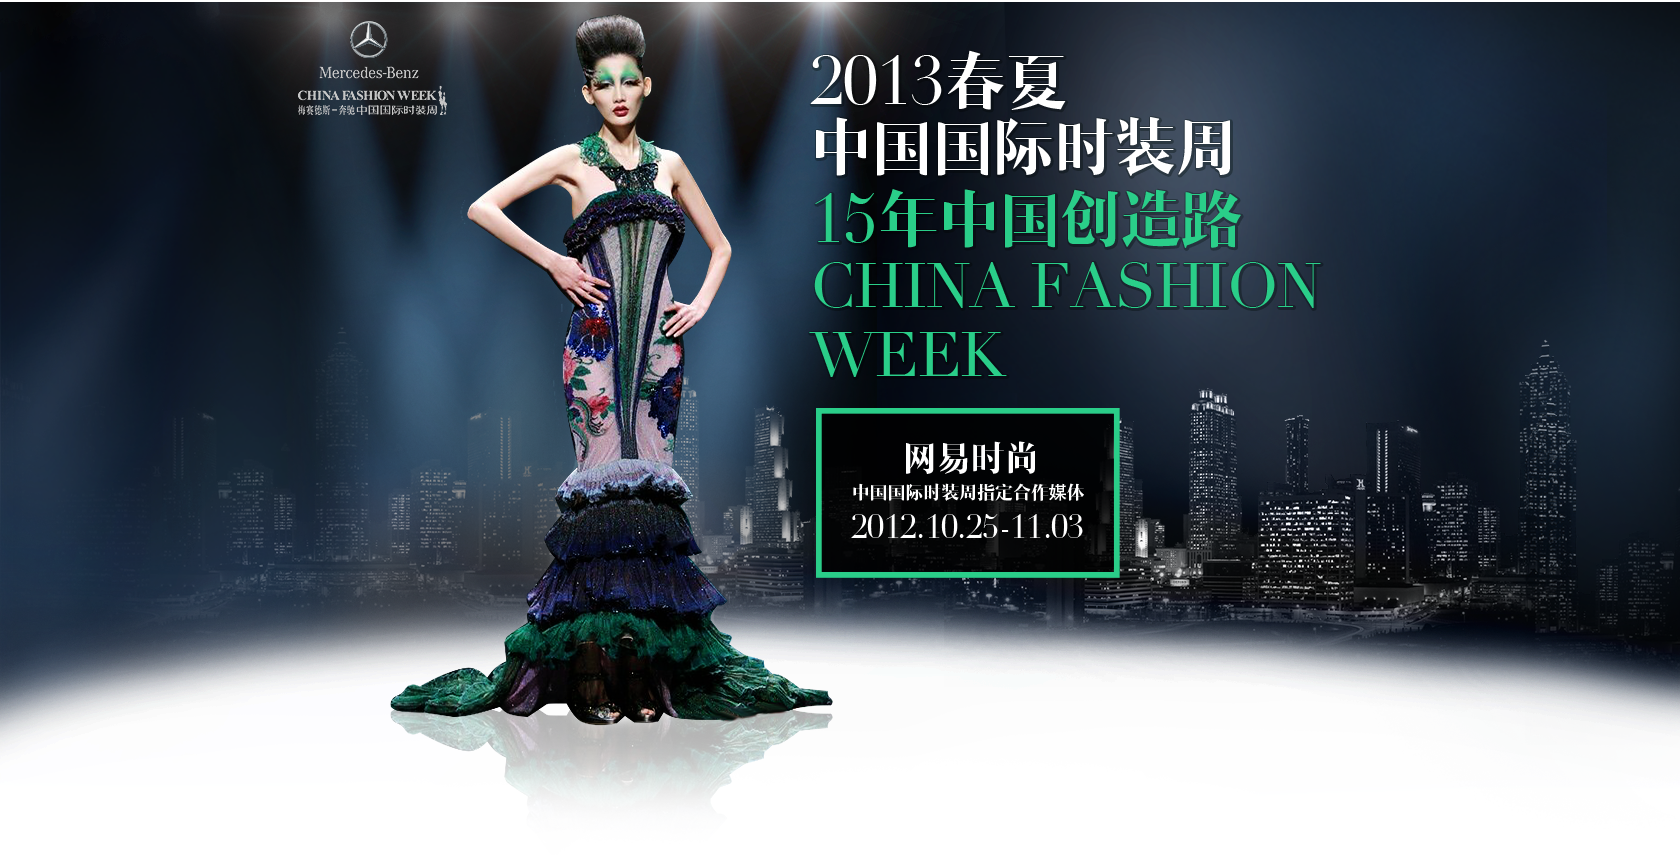 Mercedes-Benz
CHINA FASHION WEEK
梅赛德斯-奔驰中国国际时装周
2013春夏
中国国际时装周
15年中国创造路
CHINA FASHION
WEEK
网易时尚
中国国际时装周指定合作媒体
2012.10.25-11.03